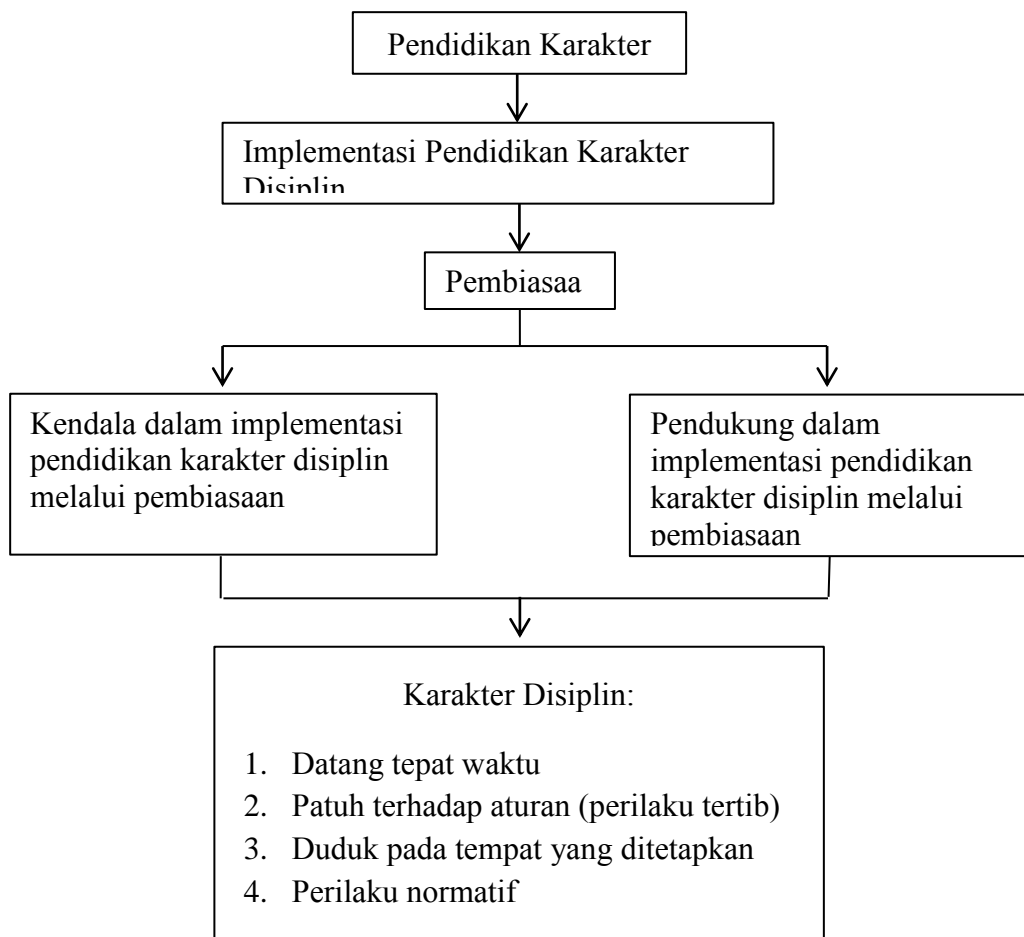 Pendidikan Karakter
Implementasi Pendidikan Karakter
Disiplin
Pembiasaa
Kendala dalam implementasi
pendidikan karakter disiplin
melalui pembiasaan
Pendukung dalam
implementasi pendidikan
karakter disiplin melalui
pembiasaan
Karakter Disiplin:
1. Datang tepat waktu
2. Patuh terhadap aturan (perilaku tertib)
3. Duduk pada tempat yang ditetapkan
4. Perilaku normatif